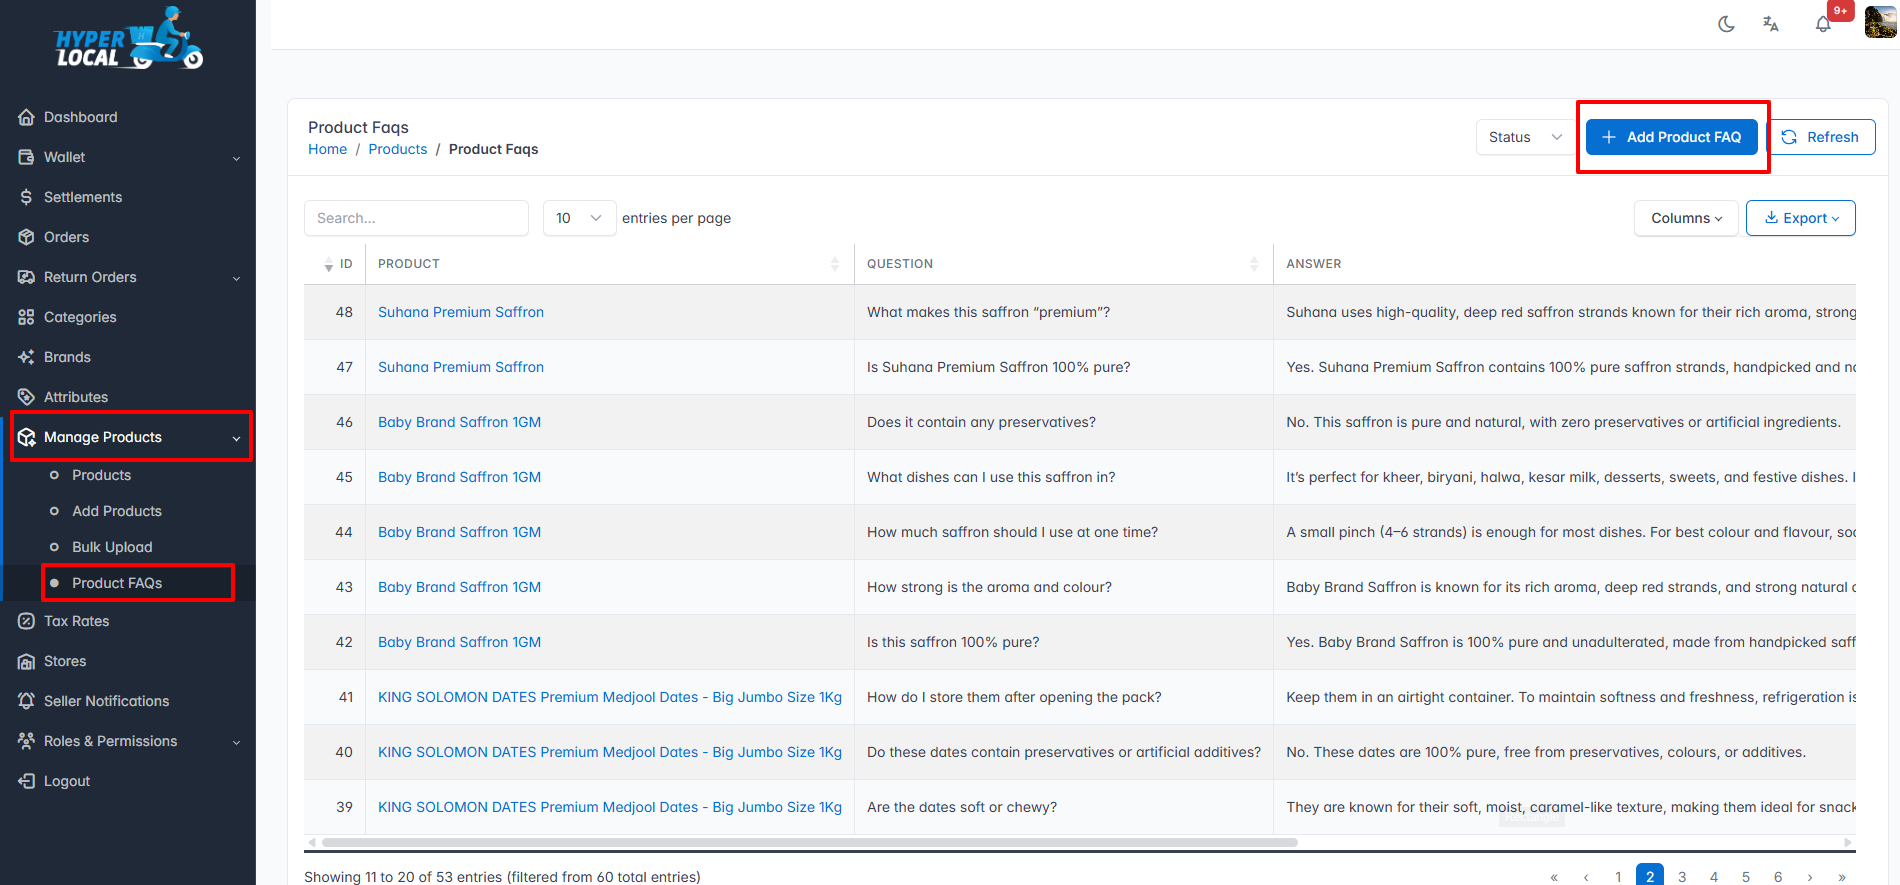 HYPER
LOCAL
Dashboard
Wallet
Settlements
Orders
Return Orders
Categories
Brands
Attributes
Manage Products
Products
Add Products
Bulk Upload
Product FAQs
Tax Rates
Stores
Seller Notifications
Roles & Permissions
Logout
9+
Product Faqs
Home / Products / Product Faqs
Status
Add Product FAQ
Refresh
Search...
10 entries per page
Columns
Export
ID PRODUCT QUESTION ANSWER
48 Suhana Premium Saffron What makes this saffron “premium”? Suhana uses high-quality, deep red saffron strands known for their rich aroma, strong
47 Suhana Premium Saffron Is Suhana Premium Saffron 100% pure? Yes. Suhana Premium Saffron contains 100% pure saffron strands, handpicked and
46 Baby Brand Saffron 1GM Does it contain any preservatives? No. This saffron is pure and natural, with zero preservatives or artificial ingredients.
45 Baby Brand Saffron 1GM What dishes can I use this saffron in? It’s perfect for kheer, biryani, halwa, kesar milk, desserts, sweets, and festive dishes.
44 Baby Brand Saffron 1GM How much saffron should I use at one time? A small pinch (4–6 strands) is enough for most dishes. For best colour and flavour,
43 Baby Brand Saffron 1GM How strong is the aroma and colour? Baby Brand Saffron is known for its rich aroma, deep red strands, and strong natural
42 Baby Brand Saffron 1GM Is this saffron 100% pure? Yes. Baby Brand Saffron is 100% pure and unadulterated, made from handpicked saff
41 KING SOLOMON DATES Premium Medjool Dates - Big Jumbo Size 1Kg How do I store them after opening the pack? Keep them in an airtight container. To maintain softness and freshness, refrigeration is
40 KING SOLOMON DATES Premium Medjool Dates - Big Jumbo Size 1Kg Do these dates contain preservatives or artificial additives? No. These dates are 100% pure, free from preservatives, colours, or additives.
39 KING SOLOMON DATES Premium Medjool Dates - Big Jumbo Size 1Kg Are the dates soft or chewy? They are known for their soft, moist, caramel-like texture, making them ideal for snack
Rectangle
Showing 11 to 20 of 53 entries (filtered from 60 total entries)
« ‹ 1 2 3 4 5 6 › »